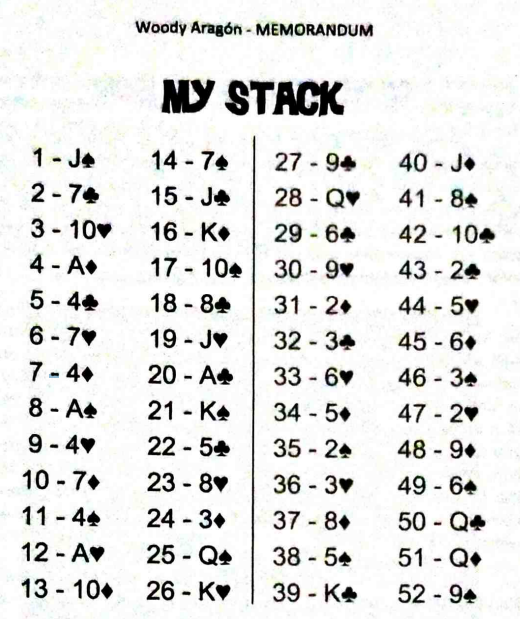 Woody Aragón - MEMORANDUM
MY STACK
1 - J♠
2 - 7♣
3 - 10♥
4 - A♦
5 - 4♣
6 - 7♥
7 - 4♦
8 - A♠
9 - 4♥
10 - 7♦
11 - 4♠
12 - A♥
13 - 10♦
14 - 7♠
15 - J♣
16 - K♦
17 - 10♠
18 - 8♣
19 - J♥
20 - A♣
21 - K♠
22 - 5♣
23 - 8♥
24 - 3♦
25 - Q♠
26 - K♥
27 - 9♣
28 - Q♥
29 - 6♣
30 - 9♥
31 - 2♦
32 - 3♣
33 - 6♥
34 - 5♦
35 - 2♠
36 - 3♥
37 - 8♦
38 - 5♠
39 - K♣
40 - J♦
41 - 8♠
42 - 10♣
43 - 2♣
44 - 5♥
45 - 6♦
46 - 3♠
47 - 2♥
48 - 9♦
49 - 6♠
50 - Q♣
51 - Q♦
52 - 9♠